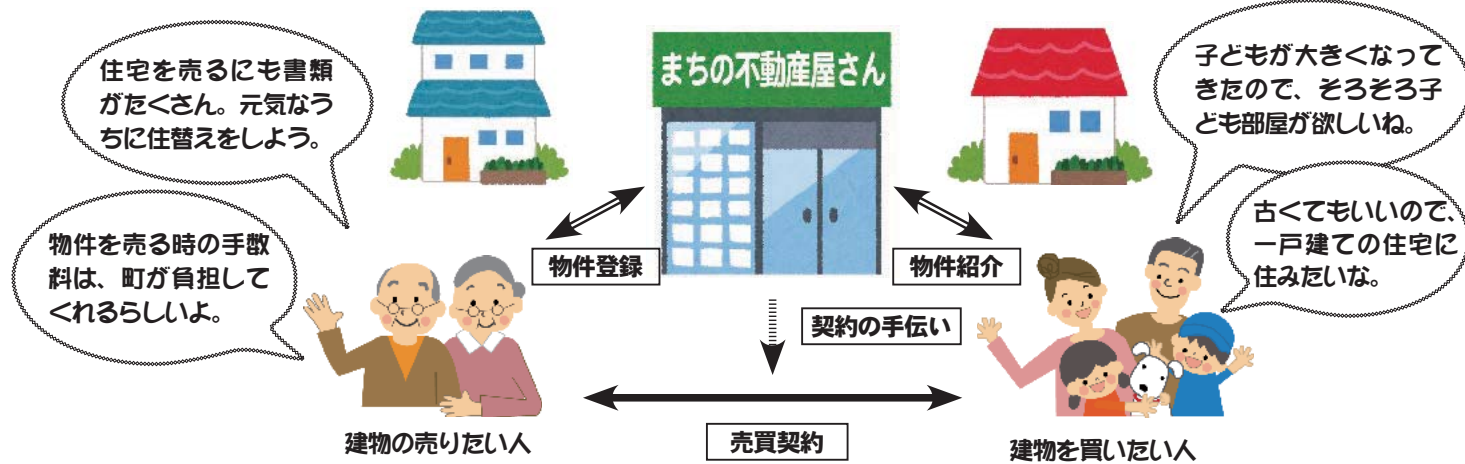 まちの不動産屋さん
住宅を売るにも書類
がたくさん。元気なう
ちに住替えをしよう。
子どもが大きくなって
きたので、そろそろ子
ども部屋が欲しいね。
物件を売る時の手数
料は、町が負担して
くれるらしいよ。
古くてもいいので、
一戸建ての住宅に
住みたいな。
物件登録
物件紹介
契約の手伝い
売買契約
建物の売りたい人
建物を買いたい人